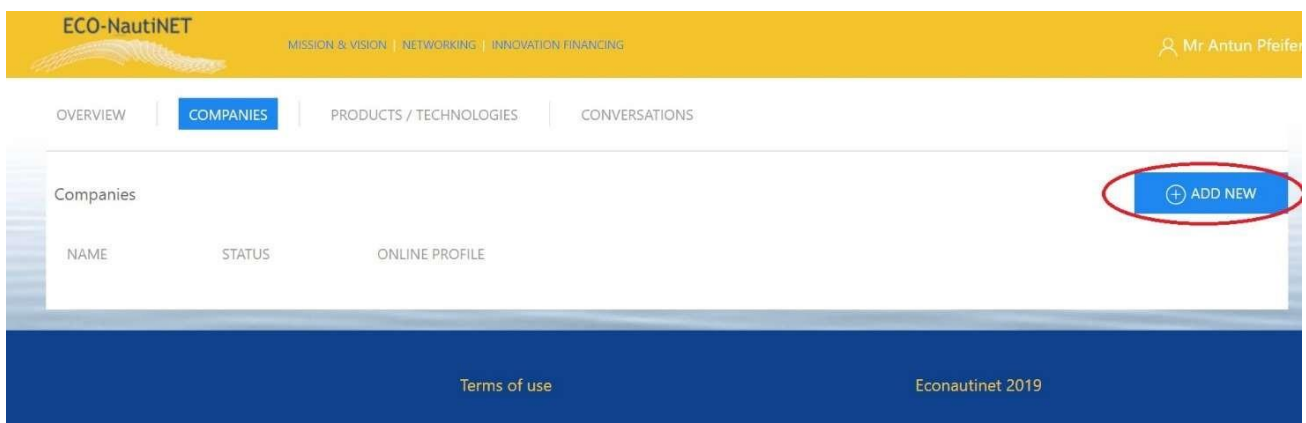 ECO-NautiNET
MISSION & VISION | NETWORKING | INNOVATION FINANCING
Mr Antun Pfeifer
OVERVIEW | COMPANIES | PRODUCTS / TECHNOLOGIES | CONVERSATIONS
Companies
ADD NEW
NAME STATUS ONLINE PROFILE
Terms of use Econautinet 2019